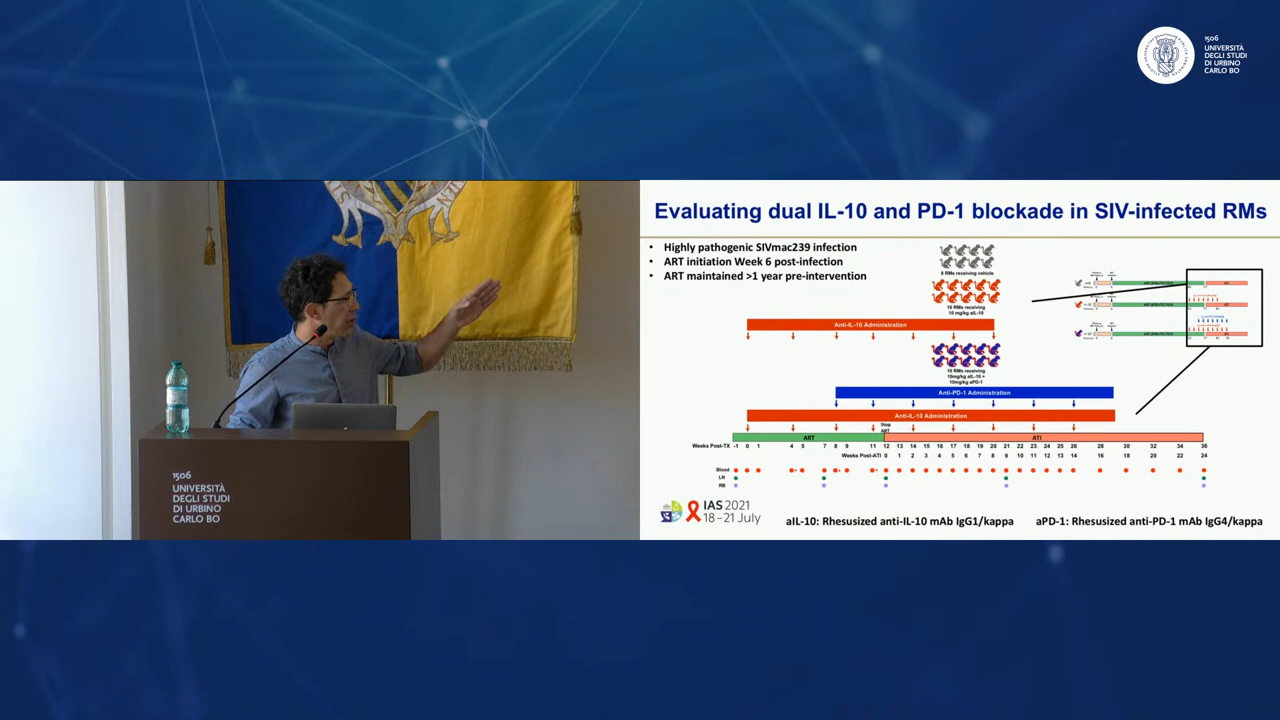 1506
UNIVERSITÀ
DEGLI STUDI
DI URBINO
CARLO BO
Evaluating dual IL-10 and PD-1 blockade in SIV-infected RMs
• Highly pathogenic SIVmac239 infection
• ART initiation Week 6 post-infection
• ART maintained >1 year pre-intervention
8 RMs receiving vehicle
10 RMs receiving
10 mg/kg aIL-10
Anti-IL-10 Administration
10 RMs receiving
10mg/kg aIL-10 +
10mg/kg aPD-1
Anti-PD-1 Administration
Anti-IL-10 Administration
Stop
ART
ART ATI
Weeks Post-TX -1 0 1 4 5 7 8 9 11 12 13 14 15 16 17 18 19 20 21 22 23 24 25 26 28 30 32 34 36
Weeks Post-ATI 0 1 2 3 4 5 6 7 8 9 10 11 12 13 14 16 18 20 22 24
Blood
LN
RB
IAS 2021
18–21 July
aIL-10: Rhesusized anti-IL-10 mAb IgG1/kappa aPD-1: Rhesusized anti-PD-1 mAb IgG4/kappa
1506
UNIVERSITÀ
DEGLI STUDI
DI URBINO
CARLO BO